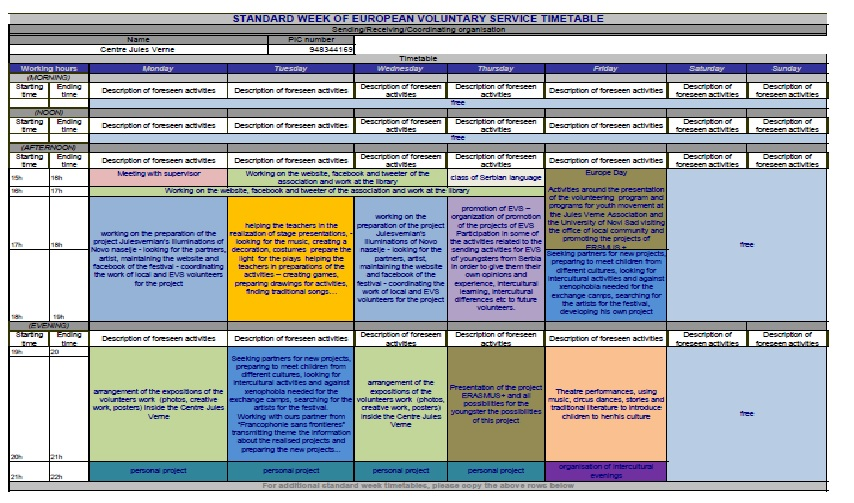 STANDARD WEEK OF EUROPEAN VOLUNTARY SERVICE TIMETABLE
Sending/Receiving/Coordinating organisation
Name PIC number
Centre Jules Verne 948344169
Timetable
Working hours Monday Tuesday Wednesday Thursday Friday Saturday Sunday
(MORNING)
Starting time Ending time Description of foreseen activities Description of foreseen activities Description of foreseen activities Description of foreseen activities Description of foreseen activities Description of foreseen activities Description of foreseen activities
free
(NOON)
Starting time Ending time Description of foreseen activities Description of foreseen activities Description of foreseen activities Description of foreseen activities Description of foreseen activities Description of foreseen activities Description of foreseen activities
free
(AFTERNOON)
Starting time Ending time Description of foreseen activities Description of foreseen activities Description of foreseen activities Description of foreseen activities Description of foreseen activities Description of foreseen activities Description of foreseen activities
15h 16h
Meeting with supervisor
Working on the website, facebook and tweeter of the
association and work at the library
class of Serbian language
16h 17h
Working on the website, facebook and tweeter of the association and work at the library
17h 18h
working on the preparation of the
project Julesvernian's Illuminations of
Novo naselje - looking for the partners,
artist, maintaining the website and
facebook of the festival - coordinating
the work of local and EVS volunteers
for the project
helping the teachers in the
realization of stage presentations, -
looking for the music, creating a
decoration, costumes prepare the
light for the plays helping the
teachers in preparations of the
activities – creating games,
preparing drawings for activities,
finding traditional songs…
working on the
preparation of the project
Julesvernian's
Illuminations of Novo
naselje - looking for the
partners, artist,
maintaining the website
and facebook of the
festival - coordinating the
work of local and EVS
volunteers for the project
promotion of EVS –
organization of promotion
of the projects of EVS
Participation in some of
the activities related to the
sending activities for EVS
of youngsters from Serbia
in order to give them their
own opinions and
experience, intercultural
learning, intercultural
differences etc to future
volunteers.
Europe Day
Activities around the presentation
of the volunteering program and
programs for youth movement at
the Jules Verne Association and
the University of Novi Sad visiting
the office of local community and
promoting the projects of
ERASMUS+
Seeking partners for new projects,
preparing to meet children from
different cultures, looking for
intercultural activities and against
xenophobia needed for the
exchange camps, searching for
the artists for the festival,
developing his own project
free
18h 19h
(EVENING)
Starting time Ending time Description of foreseen activities Description of foreseen activities Description of foreseen activities Description of foreseen activities Description of foreseen activities Description of foreseen activities Description of foreseen activities
19h 20
arrangement of the expositions of the
volunteers work (photos, creative
work, posters) inside the Centre Jules
Verne
Seeking partners for new projects,
preparing to meet children from
different cultures, looking for
intercultural activities and against
xenophobia needed for the
exchange camps, searching for the
artists for the festival.
Working with ours partner from
"Francophonie sans frontieres"
transmitting theme the information
about the realised projects and
preparing the new projects…
arrangement of the
expositions of the
volunteers work (photos,
creative work, posters)
inside the Centre Jules
Verne
Presentation of the project
ERASMUS+ and all
possibilities for the
youngster the possibilities
of this project
Theatre performances, using
music, circus dances, stories and
traditional literature to introduce
children to her/his culture
free
20h 21h
21h 22h
personal project personal project personal project personal project
organisation of intercultural
evenings
For additional standard week timetables, please copy the above rows below